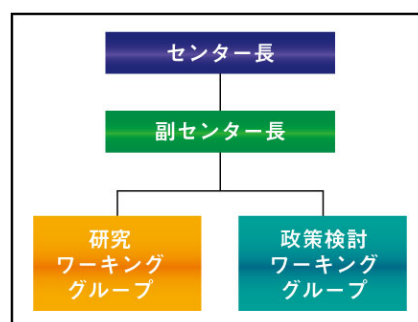 センター長
副センター長
研究
ワーキング
グループ
政策検討
ワーキング
グループ